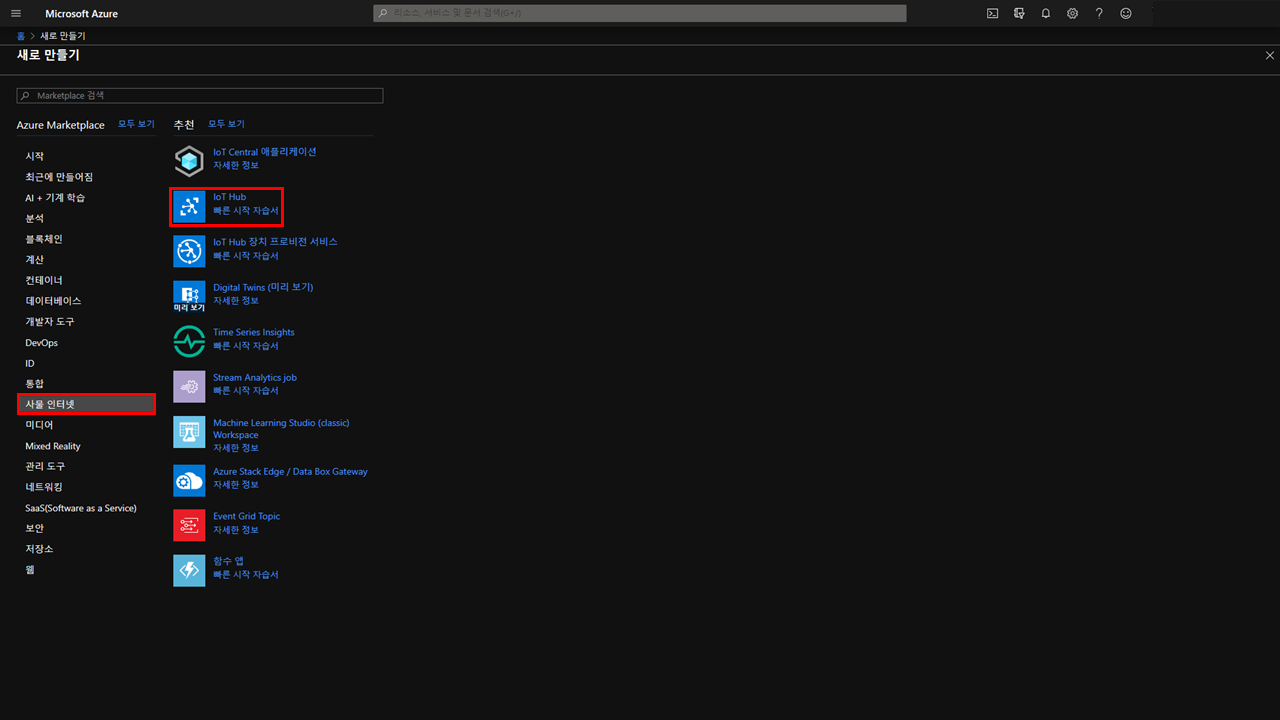 Microsoft Azure
리소스, 서비스 및 문서 검색(G+/)
홈 > 새로 만들기
새로 만들기
Marketplace 검색
Azure Marketplace 모두 보기
시작
최근에 만들어짐
AI + 기계 학습
분석
블록체인
계산
컨테이너
데이터베이스
개발자 도구
DevOps
ID
통합
사물 인터넷
미디어
Mixed Reality
관리 도구
네트워킹
SaaS(Software as a Service)
보안
저장소
웹
추천 모두 보기
IoT Central 애플리케이션
자세한 정보
IoT Hub
빠른 시작 자습서
IoT Hub 장치 프로비전 서비스
빠른 시작 자습서
미리 보기
Digital Twins (미리 보기)
자세한 정보
Time Series Insights
빠른 시작 자습서
Stream Analytics job
빠른 시작 자습서
Machine Learning Studio (classic)
Workspace
자세한 정보
Azure Stack Edge / Data Box Gateway
자세한 정보
Event Grid Topic
자세한 정보
함수 앱
빠른 시작 자습서